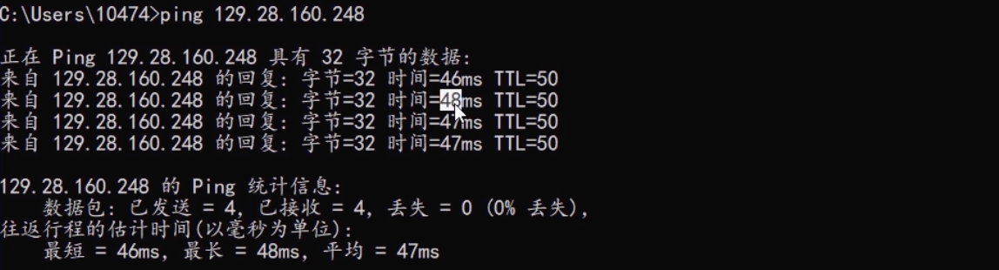 C:\Users\10474>ping 129.28.160.248
正在 Ping 129.28.160.248 具有 32 字节的数据:
来自 129.28.160.248 的回复: 字节=32 时间=46ms TTL=50
来自 129.28.160.248 的回复: 字节=32 时间=48ms TTL=50
来自 129.28.160.248 的回复: 字节=32 时间=47ms TTL=50
来自 129.28.160.248 的回复: 字节=32 时间=47ms TTL=50
129.28.160.248 的 Ping 统计信息:
数据包: 已发送 = 4, 已接收 = 4, 丢失 = 0 (0% 丢失),
往返行程的估计时间(以毫秒为单位):
最短 = 46ms, 最长 = 48ms, 平均 = 47ms